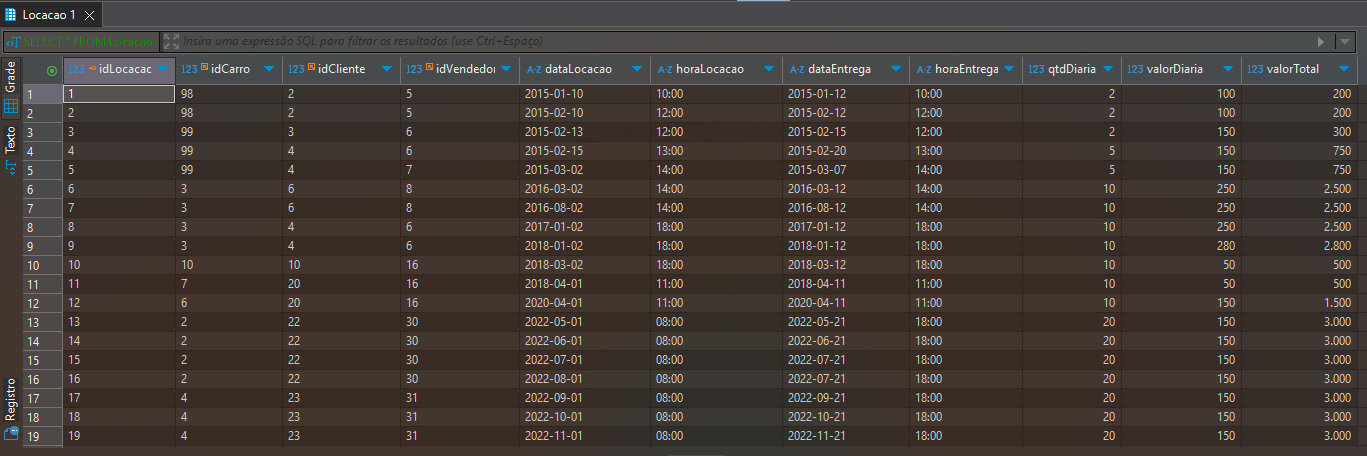 Locacao 1
SELECT * FROM Locacao Insira uma expressão SQL para filtrar os resultados (use Ctrl+Espaço)
Grade
Texto
Registro
123 idLocacac 123 idCarro 123 idCliente 123 idVendedor A-Z dataLocacao A-Z horaLocacao A-Z dataEntrega A-Z horaEntrega 123 qtdDiaria 123 valorDiaria 123 valorTotal
1 1 98 2 5 2015-01-10 10:00 2015-01-12 10:00 2 100 200
2 2 98 2 5 2015-02-10 12:00 2015-02-12 12:00 2 100 200
3 3 99 3 6 2015-02-13 12:00 2015-02-15 12:00 2 150 300
4 4 99 4 6 2015-02-15 13:00 2015-02-20 13:00 5 150 750
5 5 99 4 7 2015-03-02 14:00 2015-03-07 14:00 5 150 750
6 6 3 6 8 2016-03-02 14:00 2016-03-12 14:00 10 250 2.500
7 7 3 6 8 2016-08-02 14:00 2016-08-12 14:00 10 250 2.500
8 8 3 4 6 2017-01-02 18:00 2017-01-12 18:00 10 250 2.500
9 9 3 4 6 2018-01-02 18:00 2018-01-12 18:00 10 280 2.800
10 10 10 10 16 2018-03-02 18:00 2018-03-12 18:00 10 50 500
11 11 7 20 16 2018-04-01 11:00 2018-04-11 11:00 10 50 500
12 12 6 20 16 2020-04-01 11:00 2020-04-11 11:00 10 150 1.500
13 13 2 22 30 2022-05-01 08:00 2022-05-21 18:00 20 150 3.000
14 14 2 22 30 2022-06-01 08:00 2022-06-21 18:00 20 150 3.000
15 15 2 22 30 2022-07-01 08:00 2022-07-21 18:00 20 150 3.000
16 16 2 22 30 2022-08-01 08:00 2022-07-21 18:00 20 150 3.000
17 17 4 23 31 2022-09-01 08:00 2022-09-21 18:00 20 150 3.000
18 18 4 23 31 2022-10-01 08:00 2022-10-21 18:00 20 150 3.000
19 19 4 23 31 2022-11-01 08:00 2022-11-21 18:00 20 150 3.000